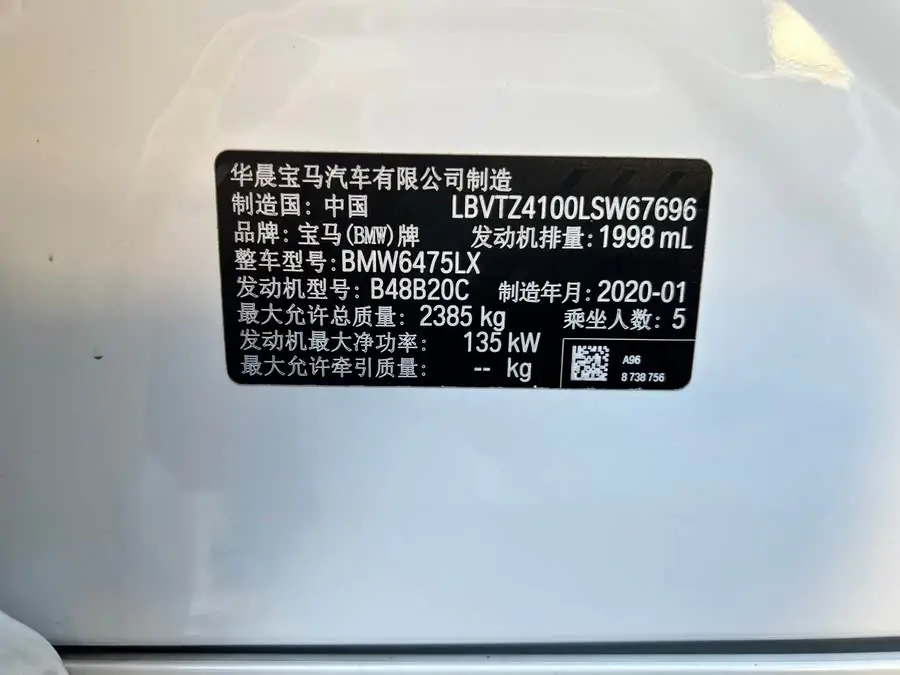 华晨宝马汽车有限公司制造
制造国: 中国 LBVTZ4100LSW67696
品牌: 宝马(BMW)牌 发动机排量: 1998 mL
整车型号: BMW6475LX
发动机型号: B48B20C 制造年月: 2020-01
最大允许总质量: 2385 kg 乘坐人数: 5
发动机最大净功率: 135 kW
最大允许牵引质量: -- kg
A96
8 738 756